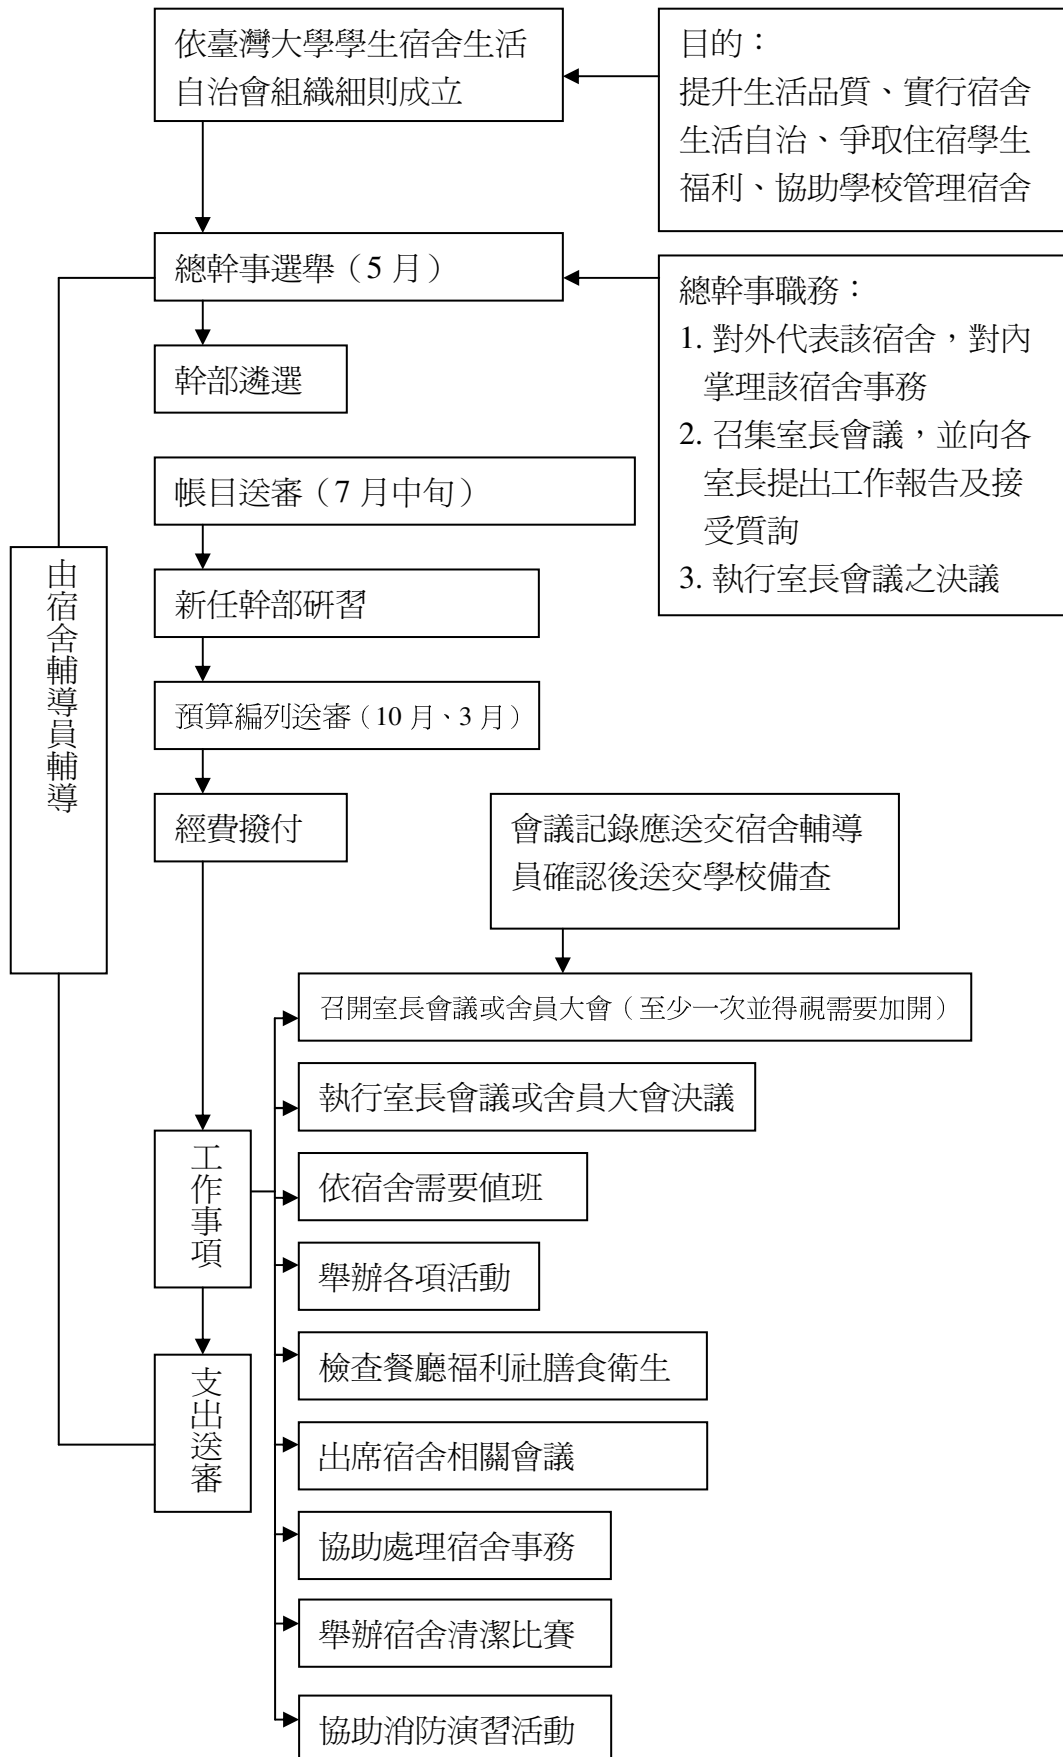 依臺灣大學學生宿舍生活
自治會組織細則成立
目的：
提升生活品質、實行宿舍
生活自治、爭取住宿學生
福利、協助學校管理宿舍
總幹事選舉（5 月）
總幹事職務：
1. 對外代表該宿舍，對內
掌理該宿舍事務
2. 召集室長會議，並向各
室長提出工作報告及接
受質詢
3. 執行室長會議之決議
幹部遴選
帳目送審（7 月中旬）
由宿舍輔導員輔導
新任幹部研習
預算編列送審（10 月、3 月）
經費撥付
會議記錄應送交宿舍輔導
員確認後送交學校備查
召開室長會議或舍員大會（至少一次並得視需要加開）
執行室長會議或舍員大會決議
工作事項
依宿舍需要值班
舉辦各項活動
檢查餐廳福利社膳食衛生
支出送審
出席宿舍相關會議
協助處理宿舍事務
舉辦宿舍清潔比賽
協助消防演習活動